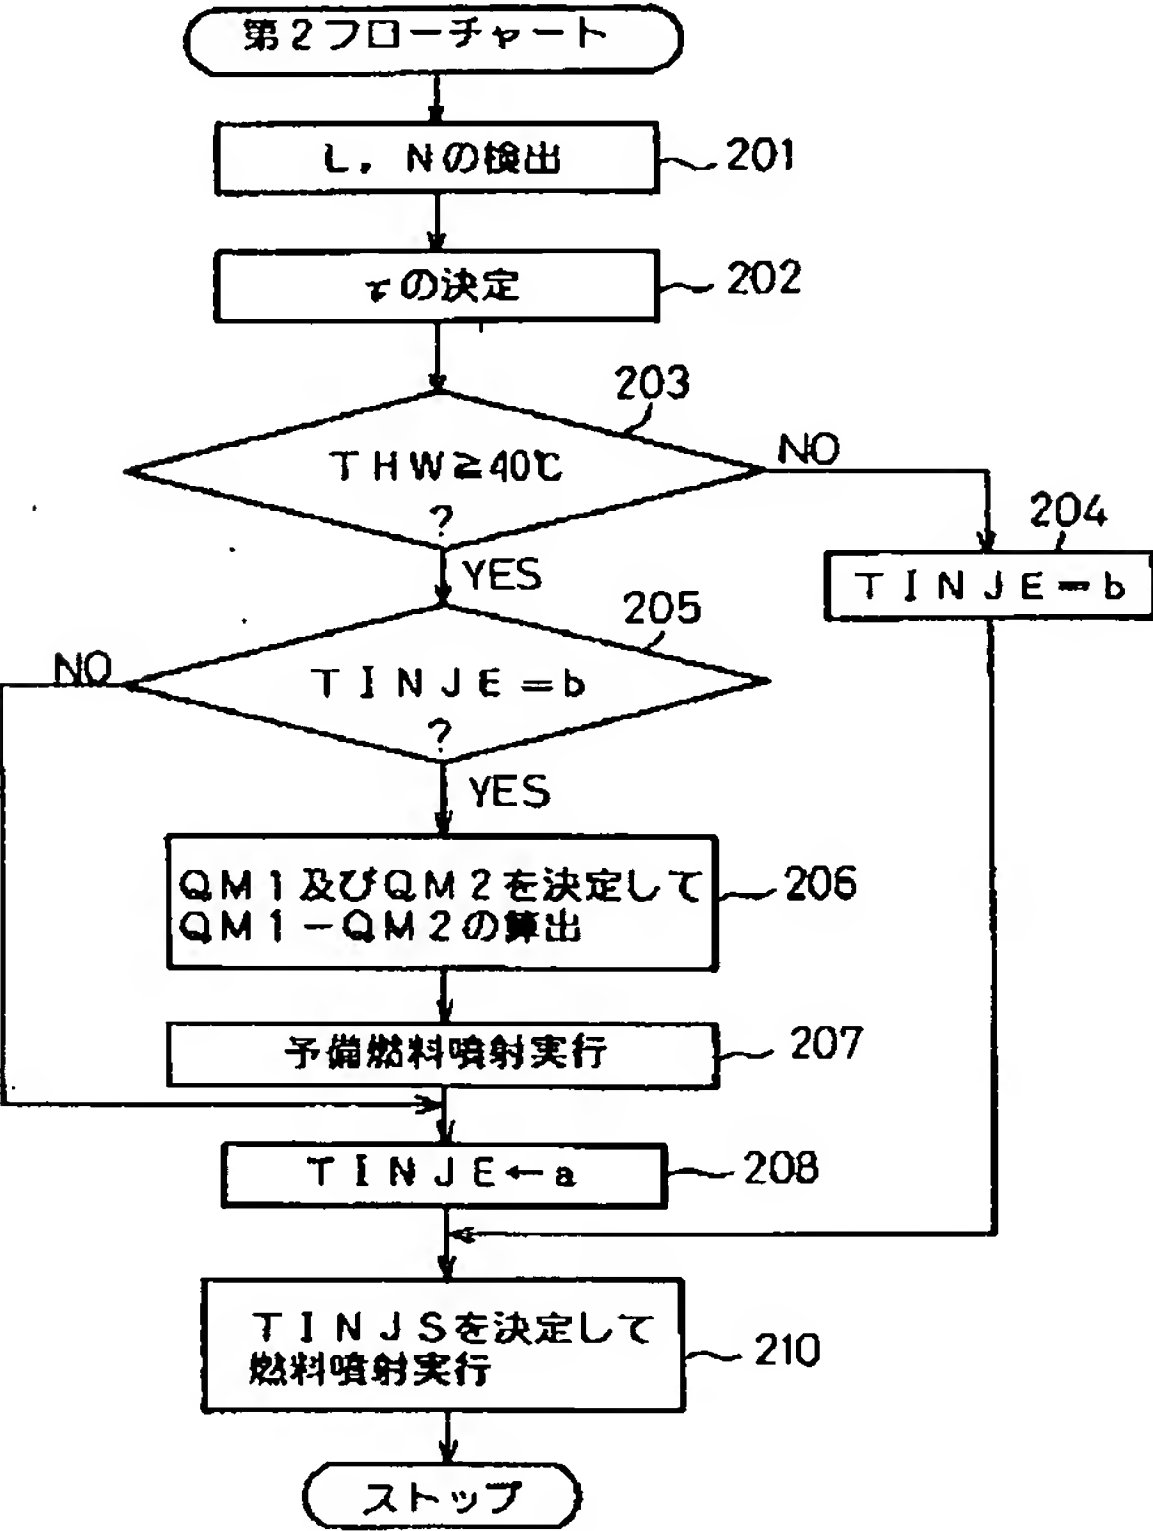 第2フローチャート
L,Nの検出
201
τの決定
202
203
THW≧40℃
?
NO
YES
204
TINJE=b
205
NO
TINJE=b
?
YES
QM1及びQM2を決定して
QM1-QM2の算出
206
予備燃料噴射実行
207
TINJE←a
208
TINJSを決定して
燃料噴射実行
210
ストップ